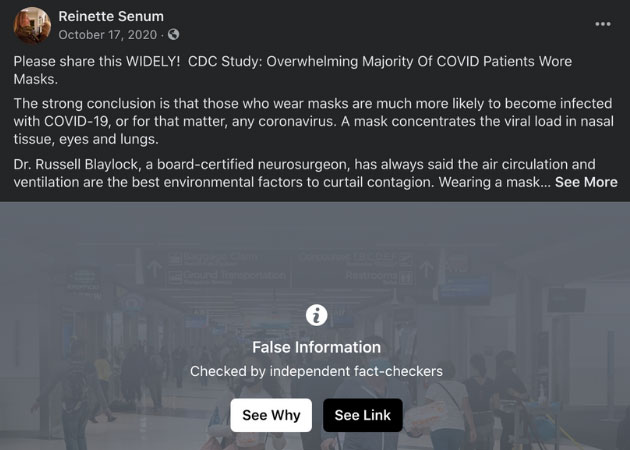 Reinette Senum
October 17, 2020 ·
Please share this WIDELY!  CDC Study: Overwhelming Majority Of COVID Patients Wore
Masks.
The strong conclusion is that those who wear masks are much more likely to become infected
with COVID-19, or for that matter, any coronavirus. A mask concentrates the viral load in nasal
tissue, eyes and lungs.
Dr. Russell Blaylock, a board-certified neurosurgeon, has always said the air circulation and
ventilation are the best environmental factors to curtail contagion. Wearing a mask... See More
Baggage Claim
Ground Transportation
Restrooms
False Information
Checked by independent fact-checkers
See Why
See Link